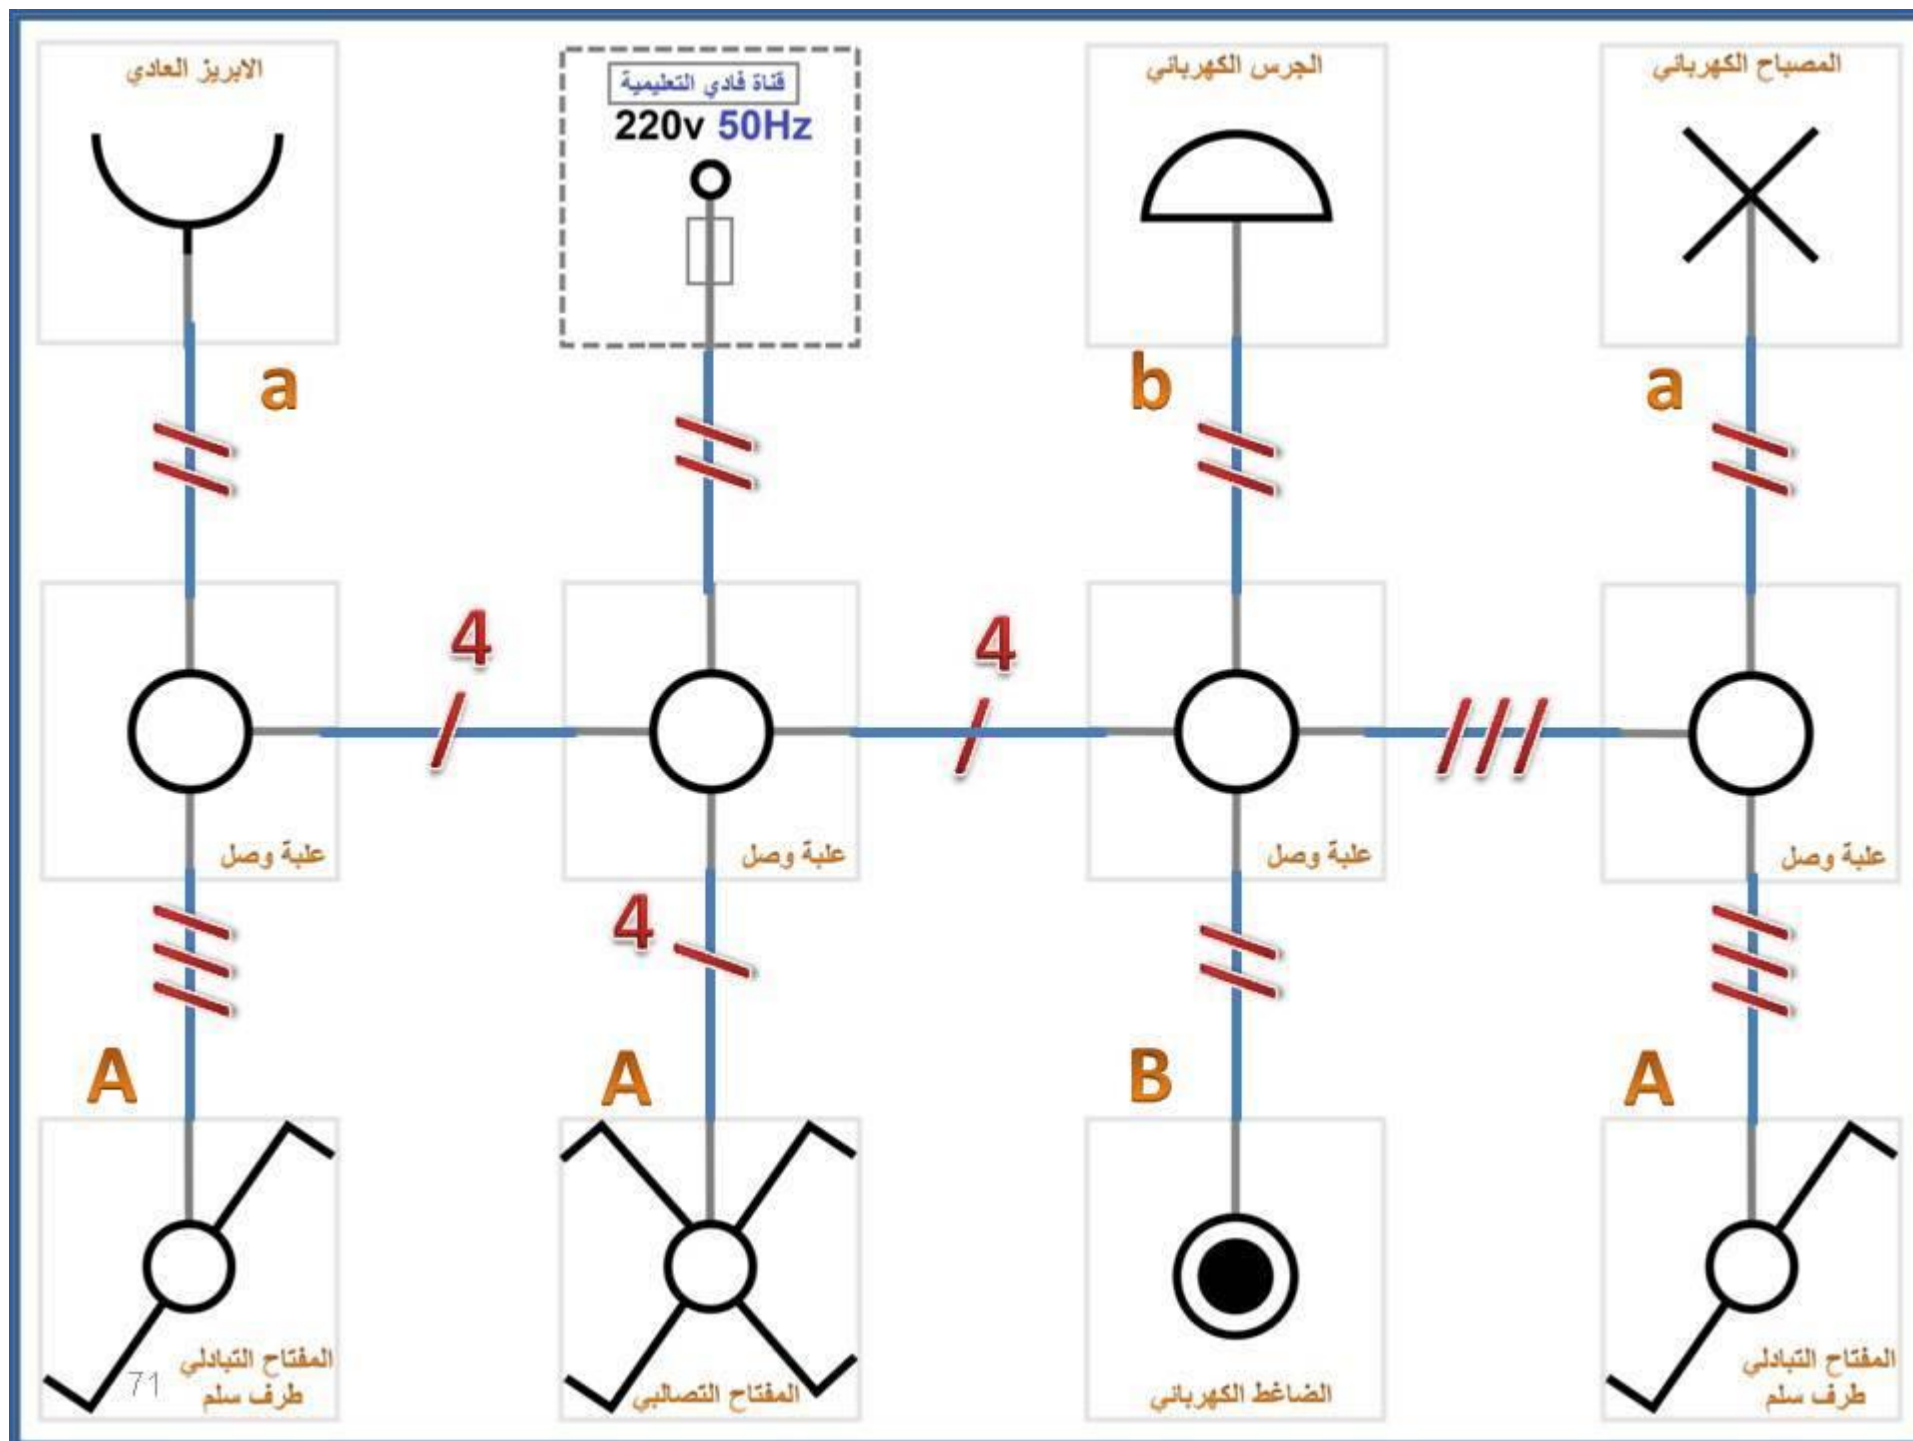 الابريز العادي
قناة فادي التعليمية
220v 50Hz
الجرس الكهربائي
المصباح الكهربائي
a
b
a
4
4
علبة وصل
علبة وصل
علبة وصل
علبة وصل
4
A
A
B
A
المفتاح التبادلي
طرف سلم
71
المفتاح التصالبي
الضاغط الكهربائي
المفتاح التبادلي
طرف سلم